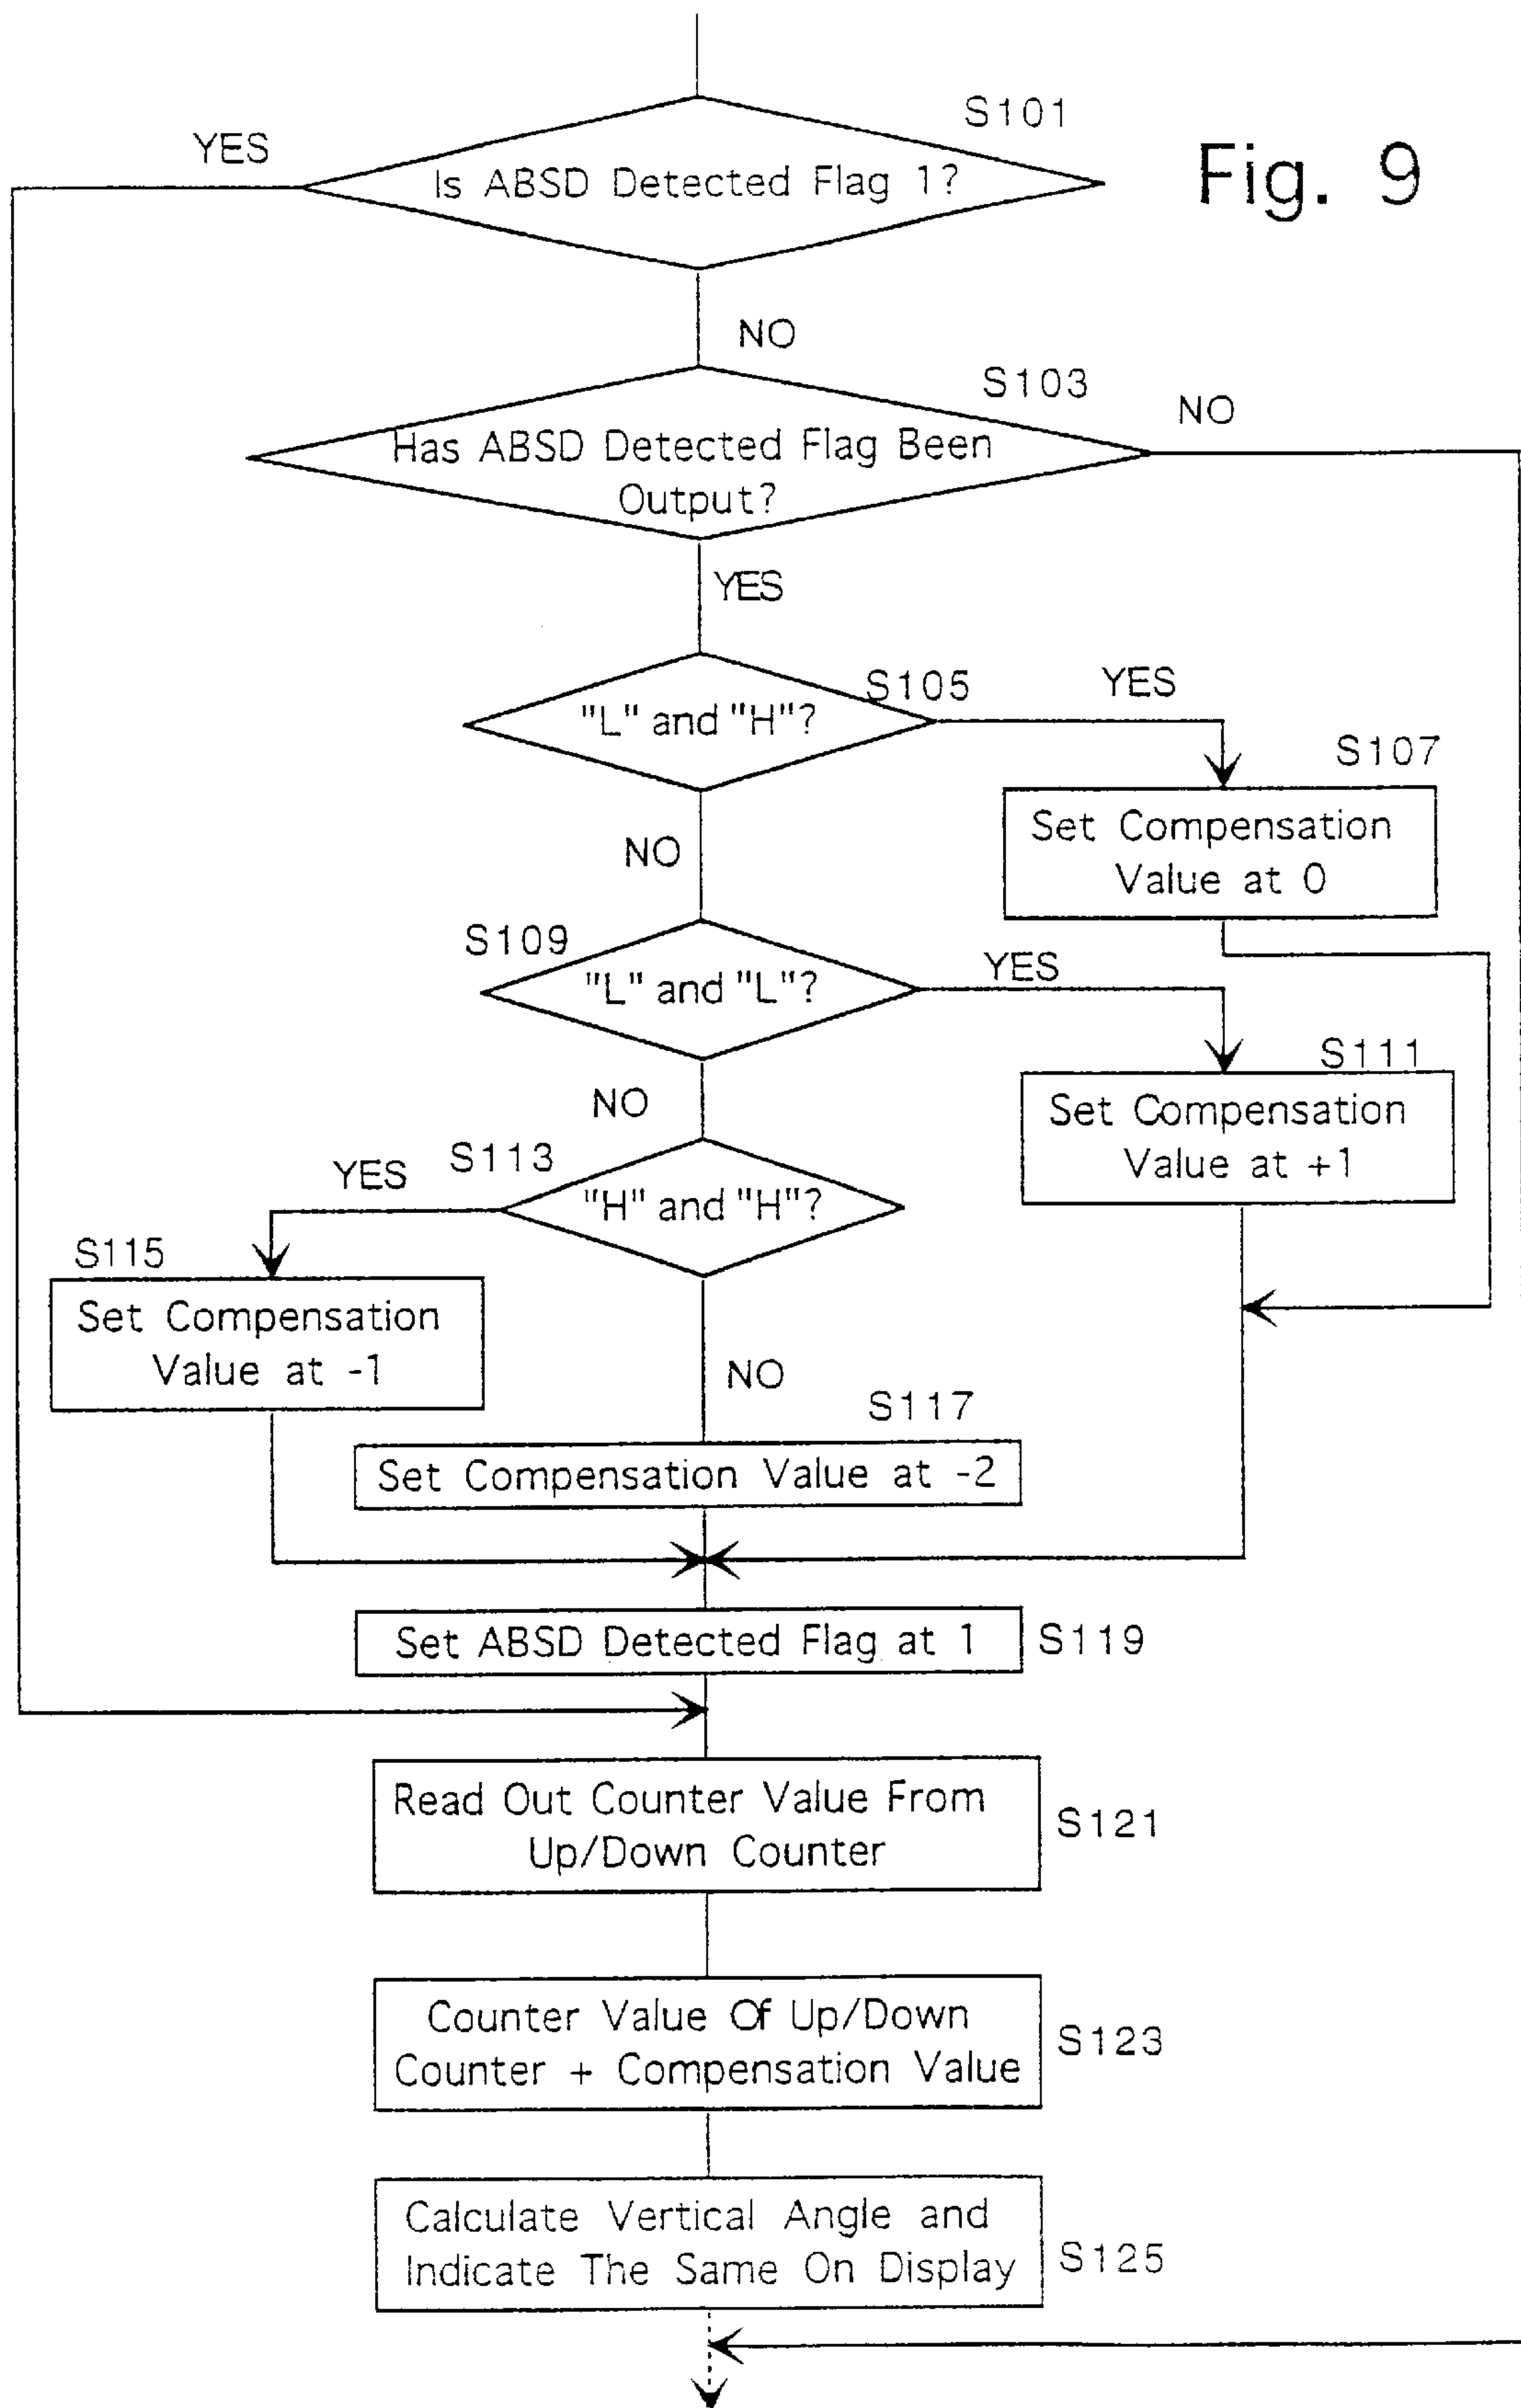 S101
YES
Fig. 9
Is ABSD Detected Flag 1?
NO
S103
NO
Has ABSD Detected Flag Been
Output?
YES
S105
YES
"L" and "H"?
S107
Set Compensation
Value at 0
NO
S109
YES
"L" and "L"?
S111
Set Compensation
Value at +1
NO
S113
YES
"H" and "H"?
S115
Set Compensation
Value at -1
NO
S117
Set Compensation Value at -2
Set ABSD Detected Flag at 1
S119
Read Out Counter Value From
Up/Down Counter
S121
Counter Value Of Up/Down
Counter + Compensation Value
S123
Calculate Vertical Angle and
Indicate The Same On Display
S125